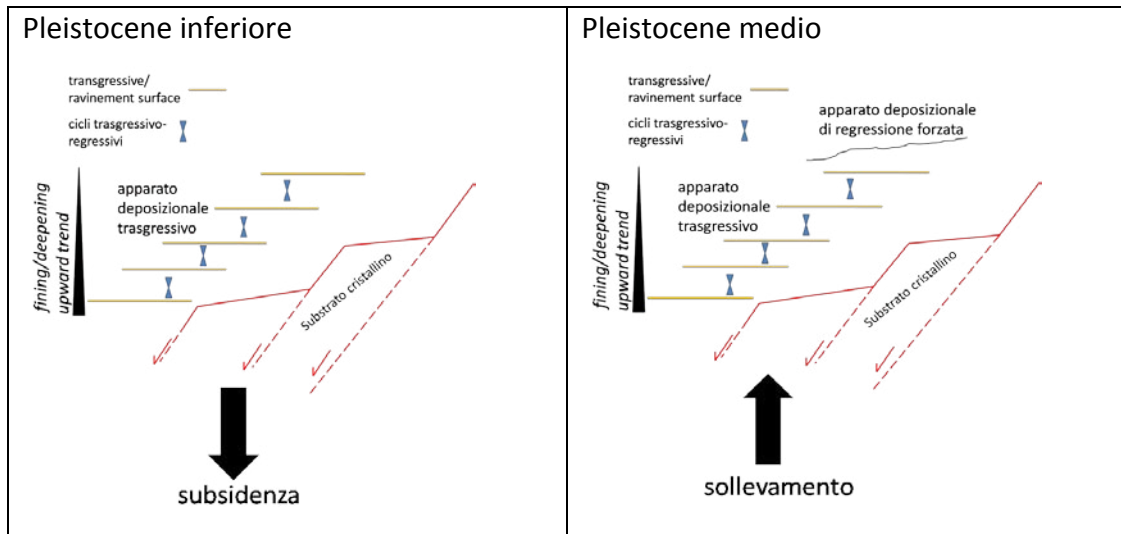 Pleistocene inferiore
transgressive/
ravinement surface
cicli trasgressivo-
regressivi
fining/deepening
upward trend
apparato
deposizionale
trasgressivo
Substrato cristallino
subsidenza
Pleistocene medio
transgressive/
ravinement surface
cicli trasgressivo-
regressivi
apparato deposizionale
di regressione forzata
fining/deepening
upward trend
apparato
deposizionale
trasgressivo
Substrato cristallino
sollevamento